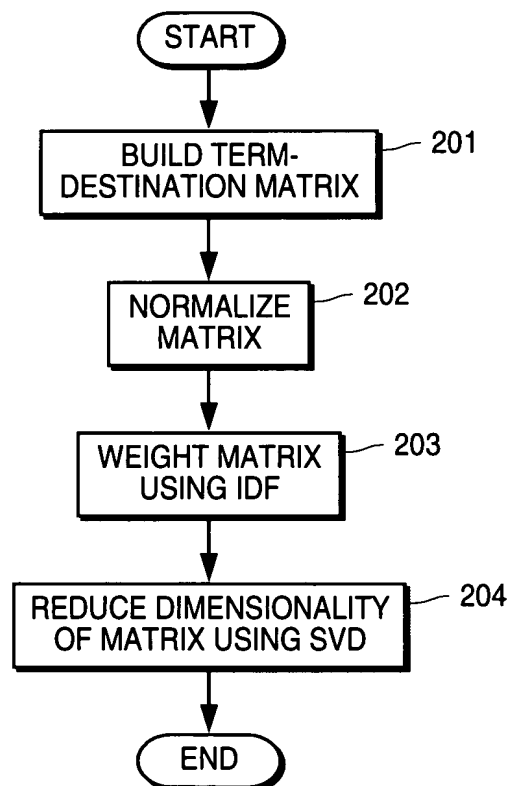 START
BUILD TERM-
DESTINATION MATRIX
201
NORMALIZE
MATRIX
202
WEIGHT MATRIX
USING IDF
203
REDUCE DIMENSIONALITY
OF MATRIX USING SVD
204
END